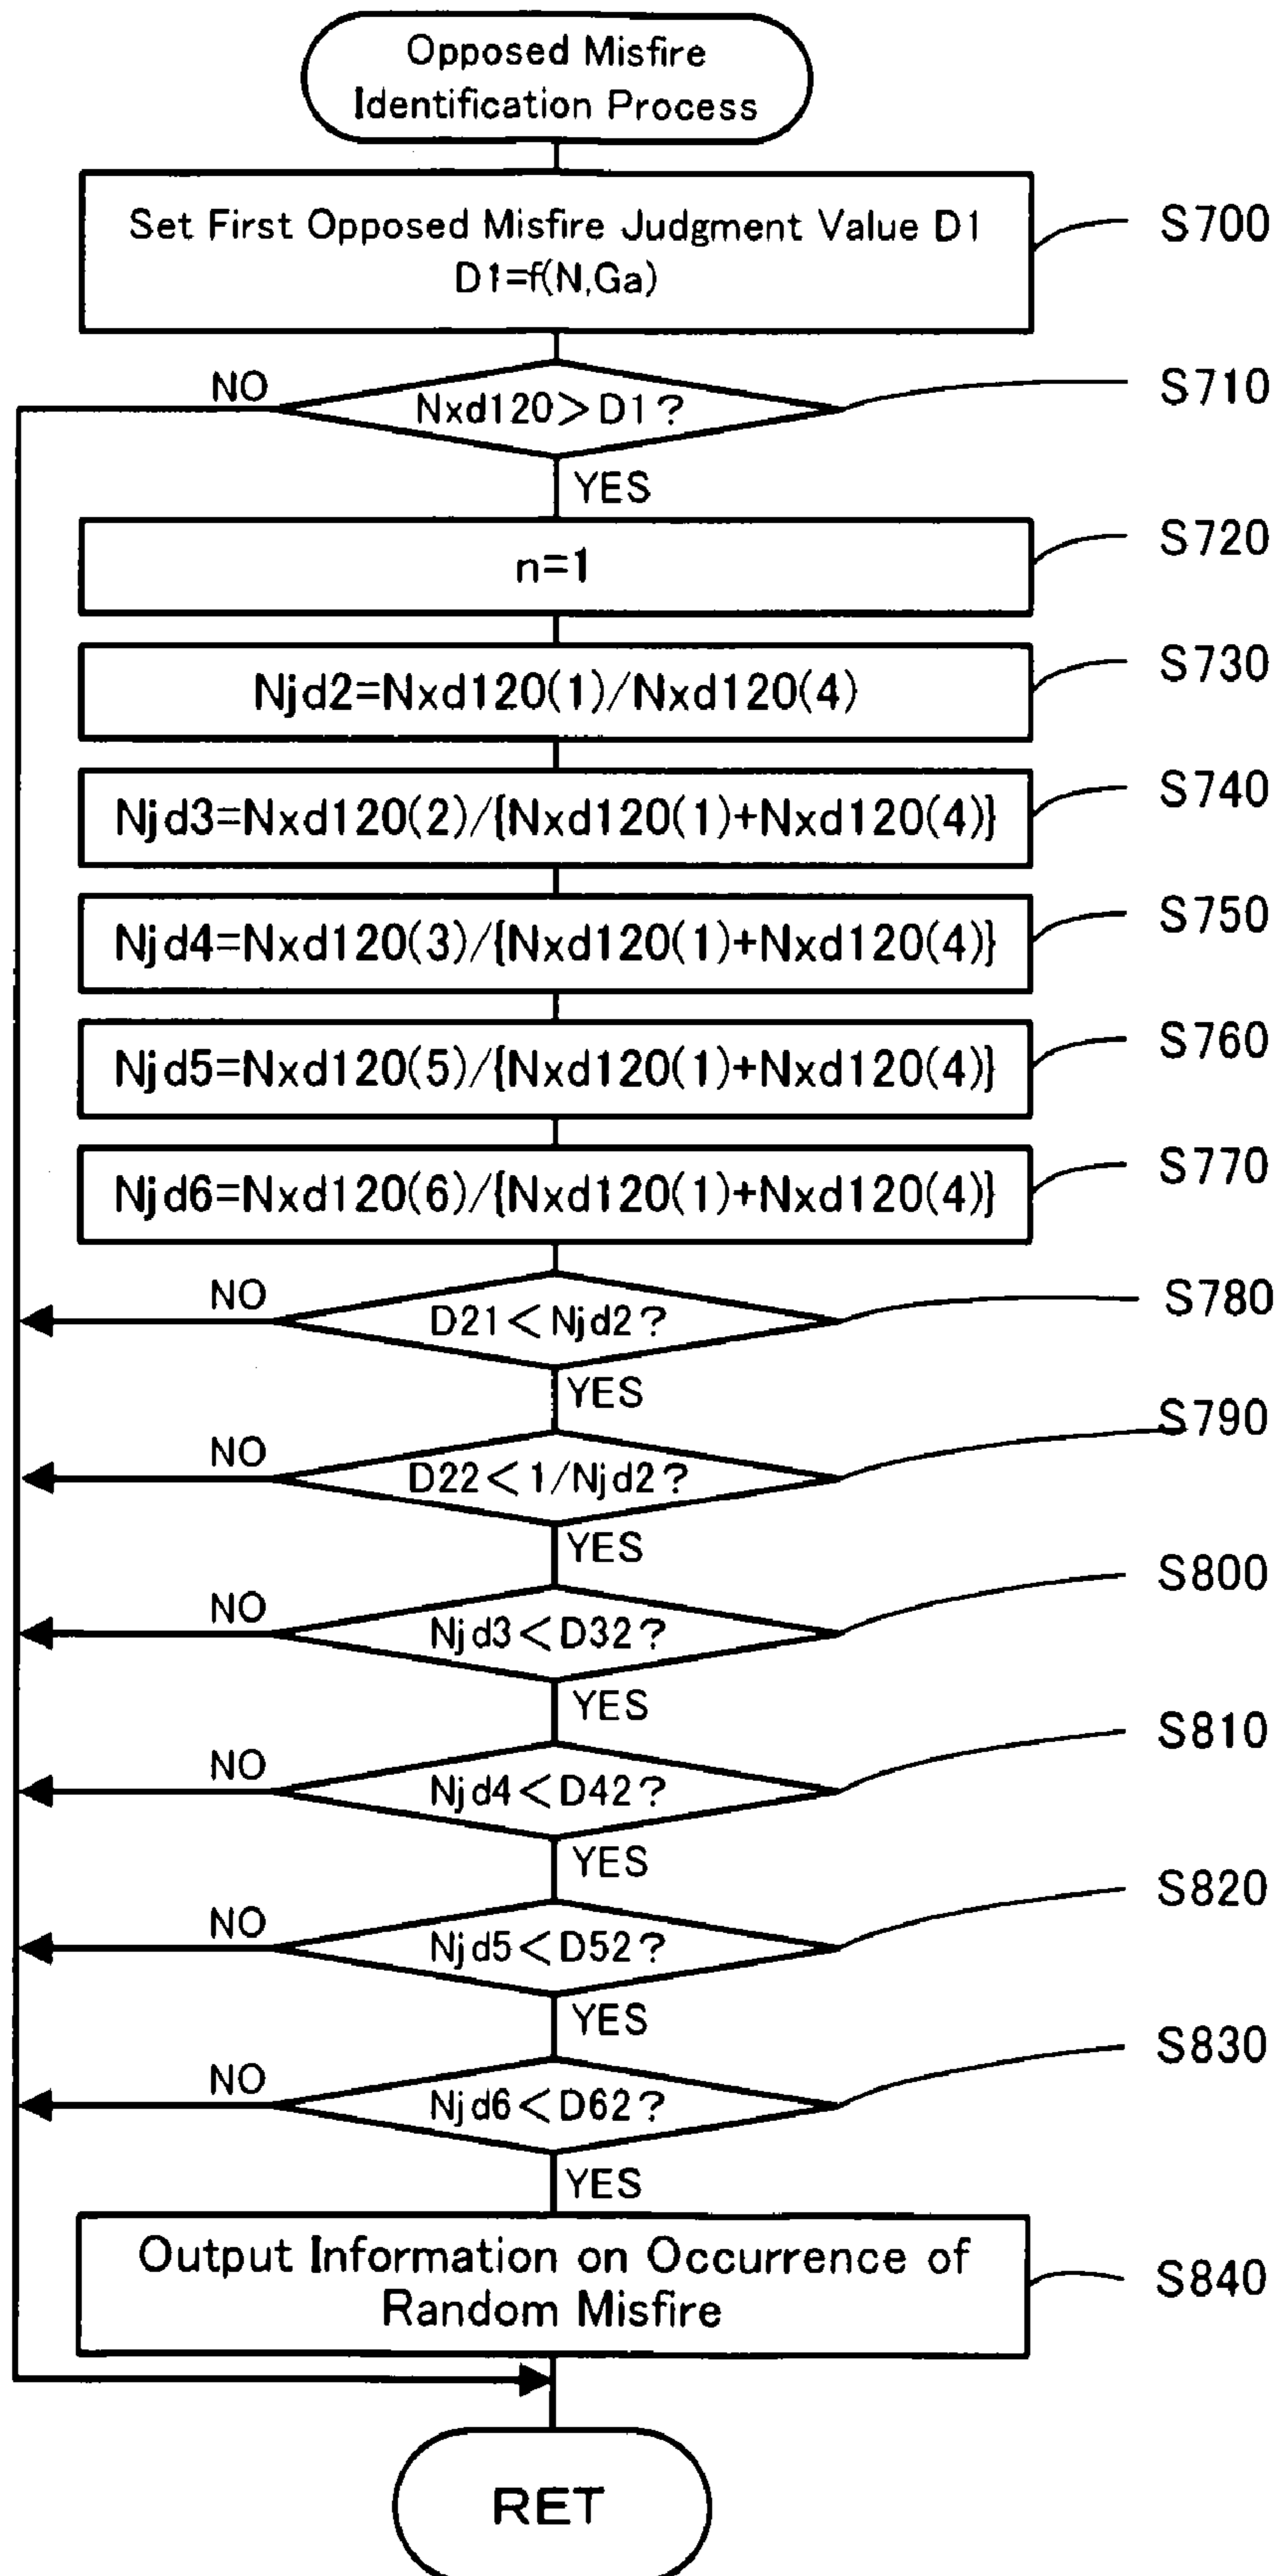 Opposed Misfire
Identification Process
Set First Opposed Misfire Judgment Value D1
D1=f(N,Ga)
S700
NO
Nxd120>D1?
S710
YES
n=1
S720
Njd2=Nxd120(1)/Nxd120(4)
S730
Njd3=Nxd120(2)/{Nxd120(1)+Nxd120(4)}
S740
Njd4=Nxd120(3)/{Nxd120(1)+Nxd120(4)}
S750
Njd5=Nxd120(5)/{Nxd120(1)+Nxd120(4)}
S760
Njd6=Nxd120(6)/{Nxd120(1)+Nxd120(4)}
S770
NO
D21<Njd2?
S780
YES
NO
D22<1/Njd2?
S790
YES
NO
Njd3<D32?
S800
YES
NO
Njd4<D42?
S810
YES
NO
Njd5<D52?
S820
YES
NO
Njd6<D62?
S830
YES
Output Information on Occurrence of
Random Misfire
S840
RET